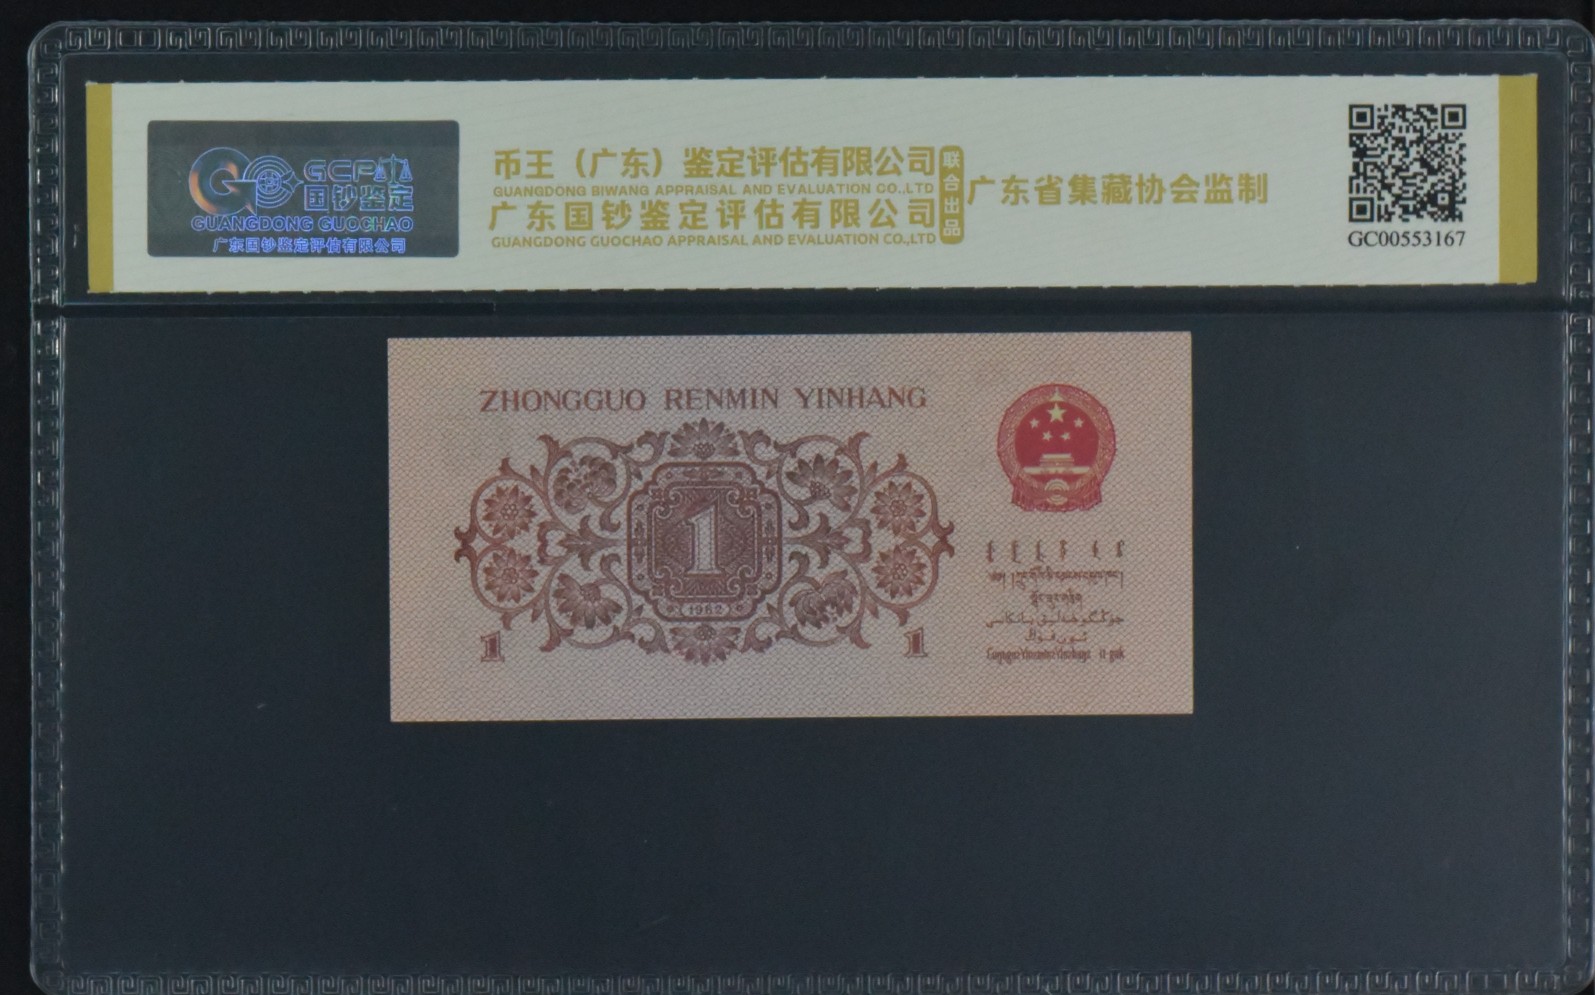 GCP
国钞鉴定
GUANGDONG GUOCHAO
广东国钞鉴定评估有限公司
币王（广东）鉴定评估有限公司
GUANGDONG BIWANG APPRAISAL AND EVALUATION CO.,LTD
广东国钞鉴定评估有限公司
GUANGDONG GUOCHAO APPRAISAL AND EVALUATION CO.,LTD
联合出品
广东省集藏协会监制
GC00553167
ZHONGGUO RENMIN YINHANG
1
1962
1
1